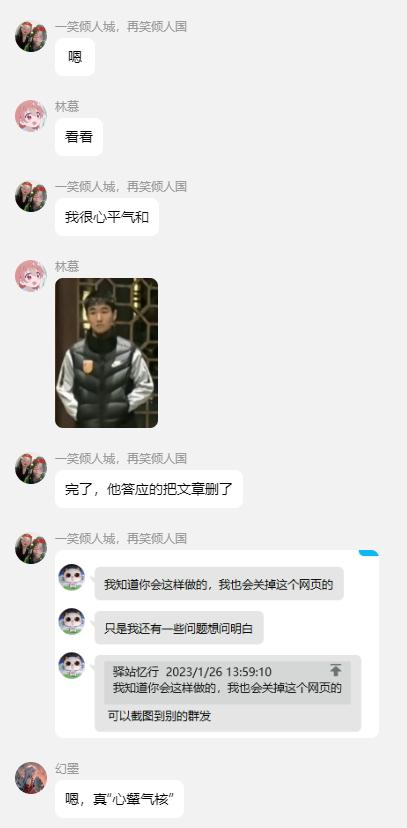 一笑倾人城，再笑倾人国
嗯
林慕
看看
一笑倾人城，再笑倾人国
我很心平气和
林慕
一笑倾人城，再笑倾人国
完了，他答应的把文章删了
一笑倾人城，再笑倾人国
我知道你会这样做的，我也会关掉这个网页的
只是我还有一些问题想问明白
驿站忆行 2023/1/26 13:59:10
我知道你会这样做的，我也会关掉这个网页的
可以截图到别的群发
幻墨
嗯，真“心颦气核”